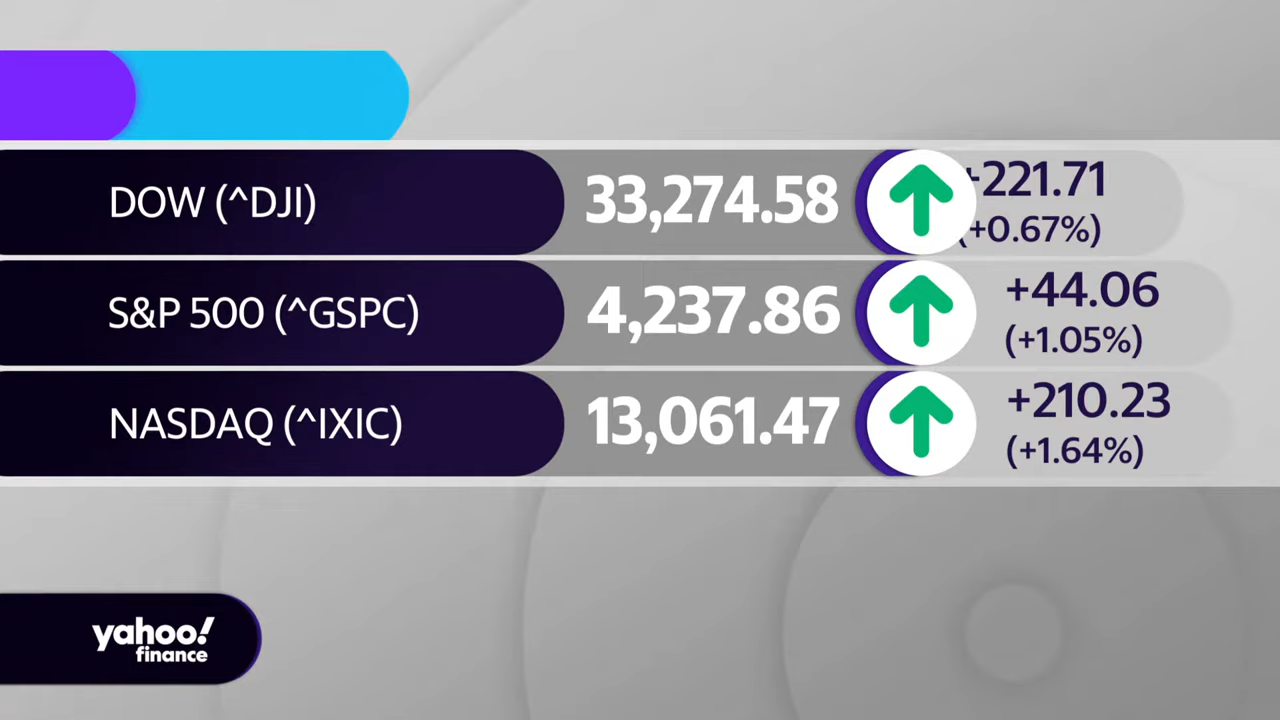 DOW (^DJI) 33,274.58 +221.71
(+0.67%)
S&P 500 (^GSPC) 4,237.86 +44.06
(+1.05%)
NASDAQ (^IXIC) 13,061.47 +210.23
(+1.64%)
yahoo!
finance